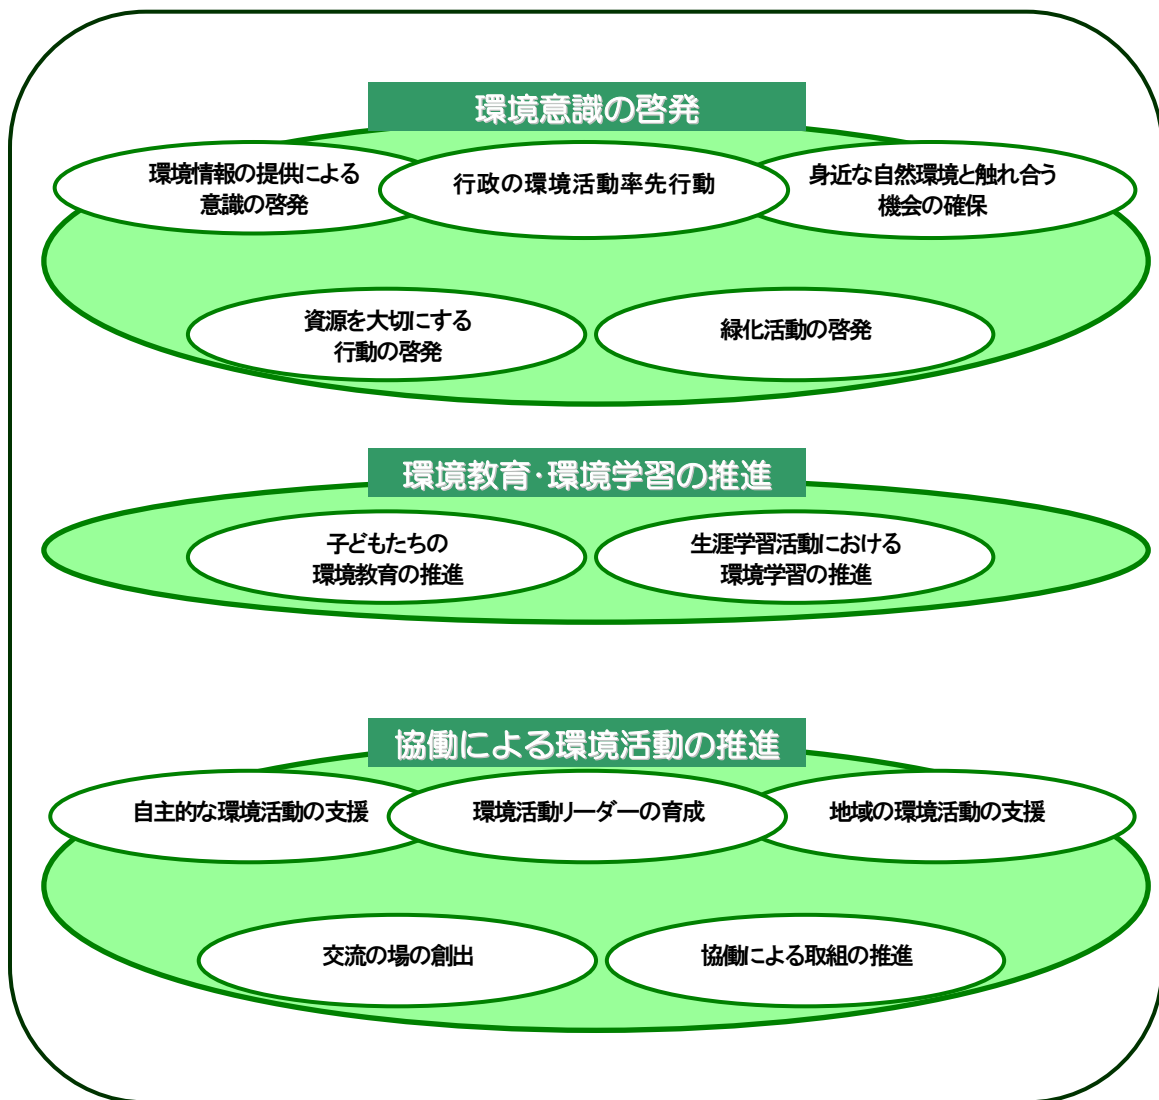 環境意識の啓発
環境情報の提供による
意識の啓発
行政の環境活動率先行動
身近な自然環境と触れ合う
機会の確保
資源を大切にする
行動の啓発
緑化活動の啓発
環境教育・環境学習の推進
子どもたちの
環境教育の推進
生涯学習活動における
環境学習の推進
協働による環境活動の推進
自主的な環境活動の支援
環境活動リーダーの育成
地域の環境活動の支援
交流の場の創出
協働による取組の推進